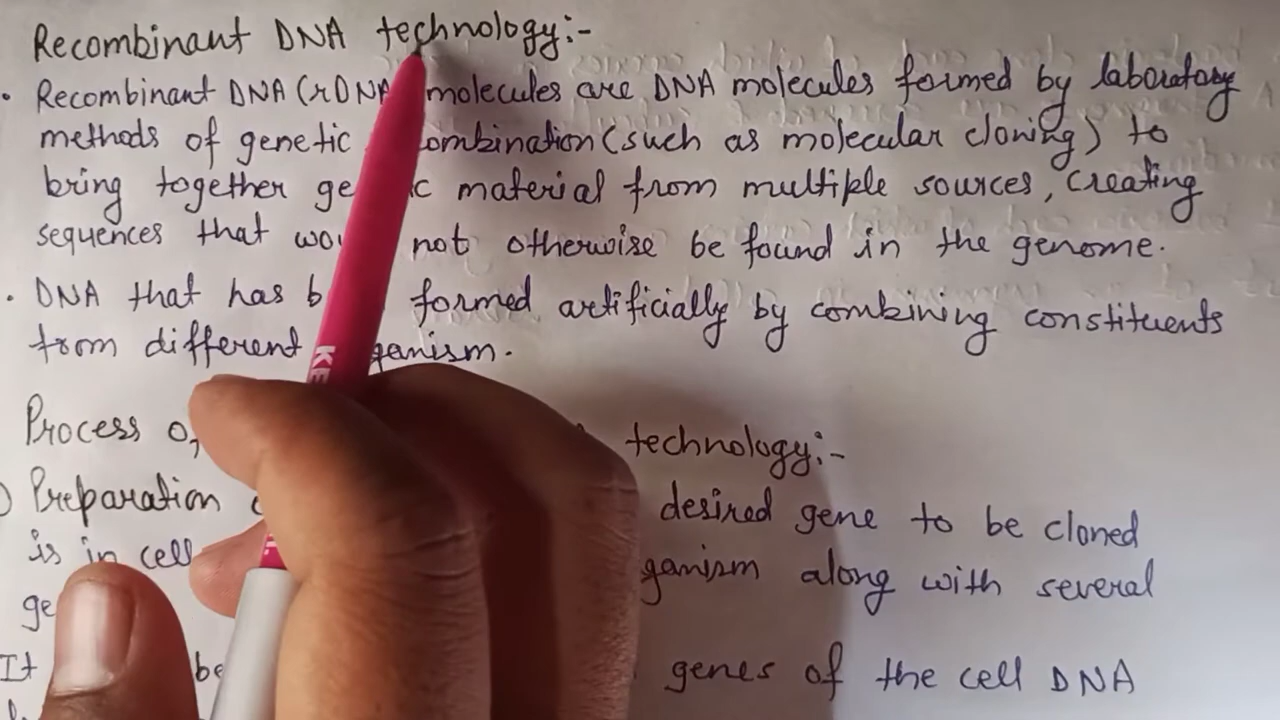 Recombinant DNA technology:-
• Recombinant DNA (rDNA molecules are DNA molecules formed by laboratory
methods of genetic combination (such as molecular cloning) to
bring together ge c material from multiple sources, creating
sequences that wou not otherwise be found in the genome.
• DNA that has b formed artificially by combining constituents
from different ganism.
Process of technology:-
) Preparation desired gene to be cloned
is in cell ganism along with several
ge
It be genes of the cell DNA
KE